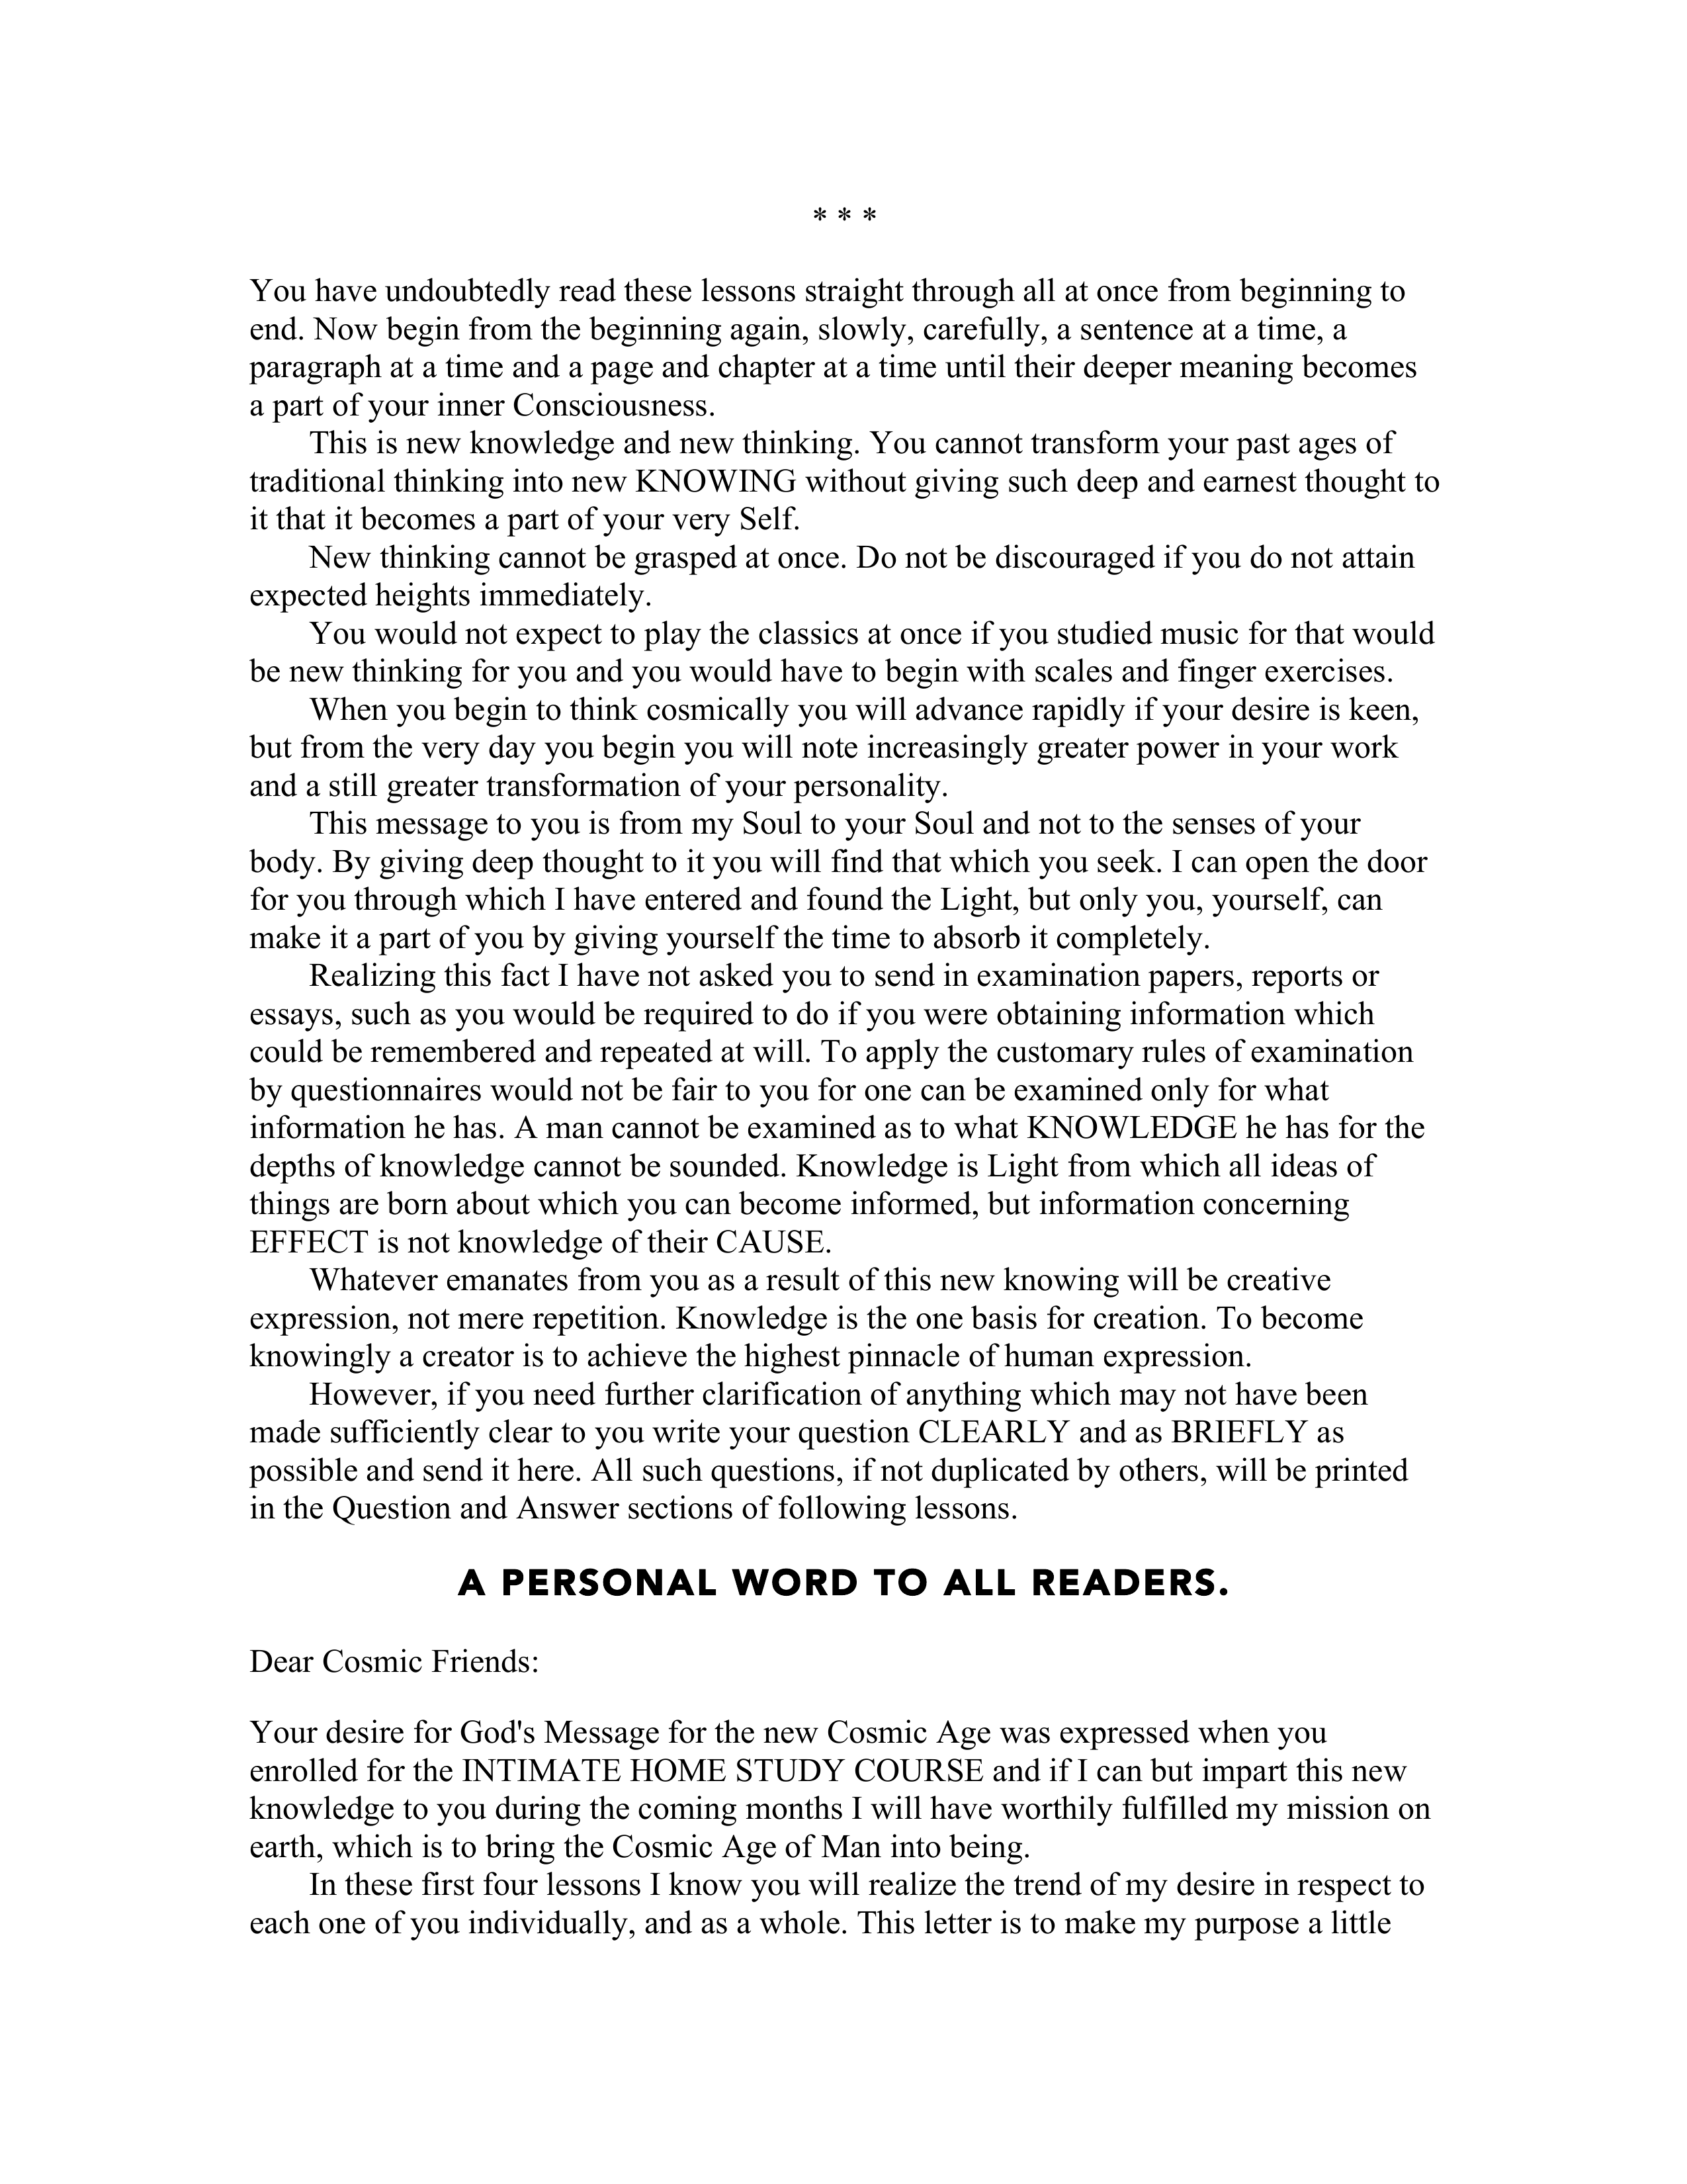 * * *
You have undoubtedly read these lessons straight through all at once from beginning to
end. Now begin from the beginning again, slowly, carefully, a sentence at a time, a
paragraph at a time and a page and chapter at a time until their deeper meaning becomes
a part of your inner Consciousness.
This is new knowledge and new thinking. You cannot transform your past ages of
traditional thinking into new KNOWING without giving such deep and earnest thought to
it that it becomes a part of your very Self.
New thinking cannot be grasped at once. Do not be discouraged if you do not attain
expected heights immediately.
You would not expect to play the classics at once if you studied music for that would
be new thinking for you and you would have to begin with scales and finger exercises.
When you begin to think cosmically you will advance rapidly if your desire is keen,
but from the very day you begin you will note increasingly greater power in your work
and a still greater transformation of your personality.
This message to you is from my Soul to your Soul and not to the senses of your
body. By giving deep thought to it you will find that which you seek. I can open the door
for you through which I have entered and found the Light, but only you, yourself, can
make it a part of you by giving yourself the time to absorb it completely.
Realizing this fact I have not asked you to send in examination papers, reports or
essays, such as you would be required to do if you were obtaining information which
could be remembered and repeated at will. To apply the customary rules of examination
by questionnaires would not be fair to you for one can be examined only for what
information he has. A man cannot be examined as to what KNOWLEDGE he has for the
depths of knowledge cannot be sounded. Knowledge is Light from which all ideas of
things are born about which you can become informed, but information concerning
EFFECT is not knowledge of their CAUSE.
Whatever emanates from you as a result of this new knowing will be creative
expression, not mere repetition. Knowledge is the one basis for creation. To become
knowingly a creator is to achieve the highest pinnacle of human expression.
However, if you need further clarification of anything which may not have been
made sufficiently clear to you write your question CLEARLY and as BRIEFLY as
possible and send it here. All such questions, if not duplicated by others, will be printed
in the Question and Answer sections of following lessons.
A PERSONAL WORD TO ALL READERS.
Dear Cosmic Friends:
Your desire for God's Message for the new Cosmic Age was expressed when you
enrolled for the INTIMATE HOME STUDY COURSE and if I can but impart this new
knowledge to you during the coming months I will have worthily fulfilled my mission on
earth, which is to bring the Cosmic Age of Man into being.
In these first four lessons I know you will realize the trend of my desire in respect to
each one of you individually, and as a whole. This letter is to make my purpose a little